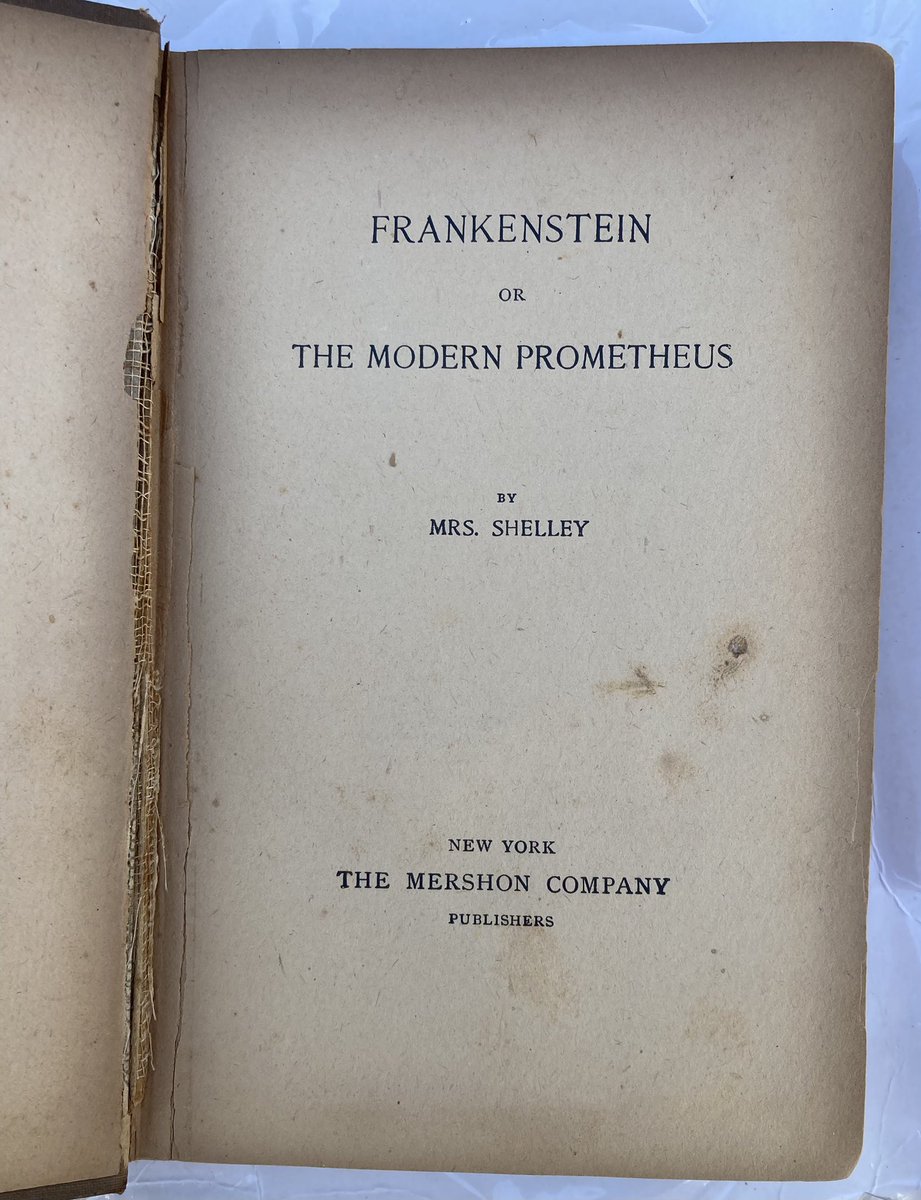 FRANKENSTEIN
OR
THE MODERN PROMETHEUS
BY
MRS. SHELLEY
NEW YORK
THE MERSHON COMPANY
PUBLISHERS